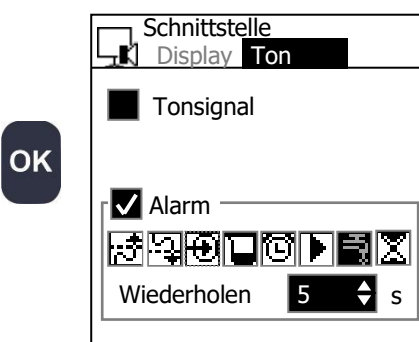 Schnittstelle
Display Ton
Tonsignal
OK
Alarm
Wiederholen 5 s